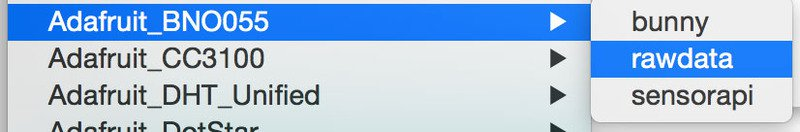 Adafruit_BNO055
Adafruit_CC3100
Adafruit_DHT_Unified
Adafruit_DotStar
bunny
rawdata
sensorapi